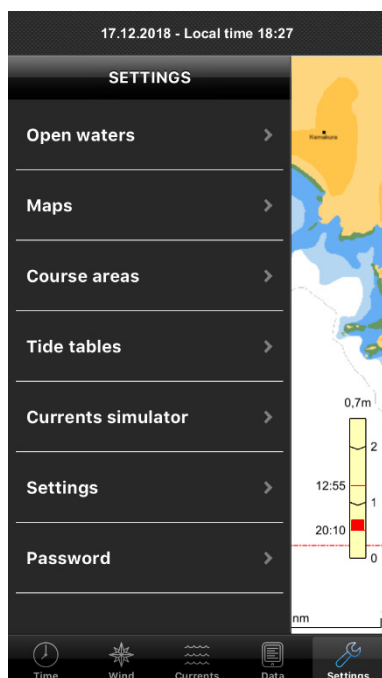 17.12.2018 - Local time 18:27
SETTINGS
Open waters
Maps
Course areas
Tide tables
Currents simulator
Settings
Password
Kamakura
0,7m
2
12:55
1
20:10
0
nm
Time
Wind
Currents
Data
Settings